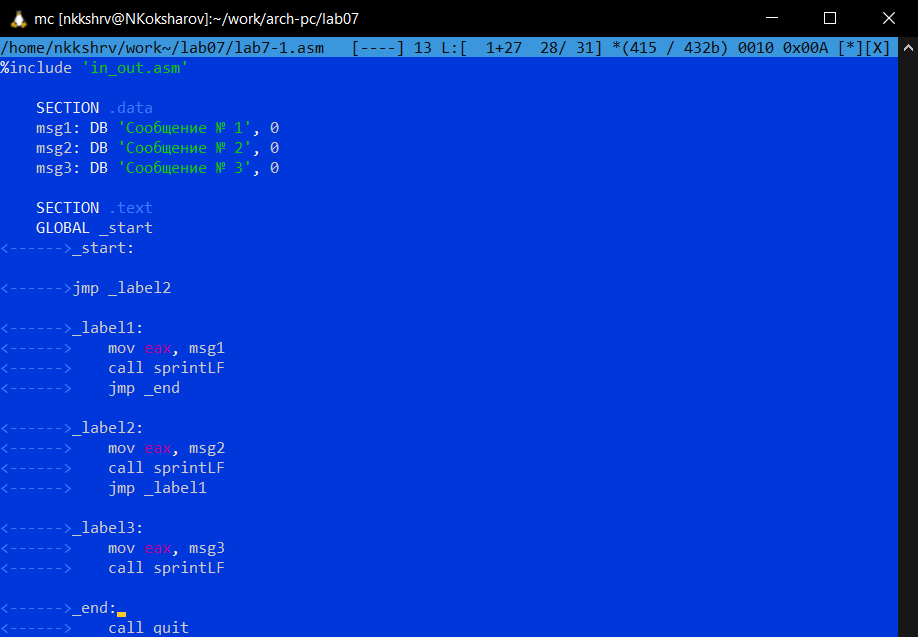 mc [nkkshrv@NKoksharov]:~/work/arch-pc/lab07
/home/nkkshrv/work~/lab07/lab7-1.asm   [----] 13 L:[  1+27  28/ 31] *(415 / 432b) 0010 0x00A [*][X]
%include 'in_out.asm'
    SECTION .data
    msg1: DB 'Сообщение № 1', 0
    msg2: DB 'Сообщение № 2', 0
    msg3: DB 'Сообщение № 3', 0
    SECTION .text
    GLOBAL _start
<------>_start:
<------>jmp _label2
<------>_label1:
<------>    mov eax, msg1
<------>    call sprintLF
<------>    jmp _end
<------>_label2:
<------>    mov eax, msg2
<------>    call sprintLF
<------>    jmp _label1
<------>_label3:
<------>    mov eax, msg3
<------>    call sprintLF
<------>_end:
<------>    call quit